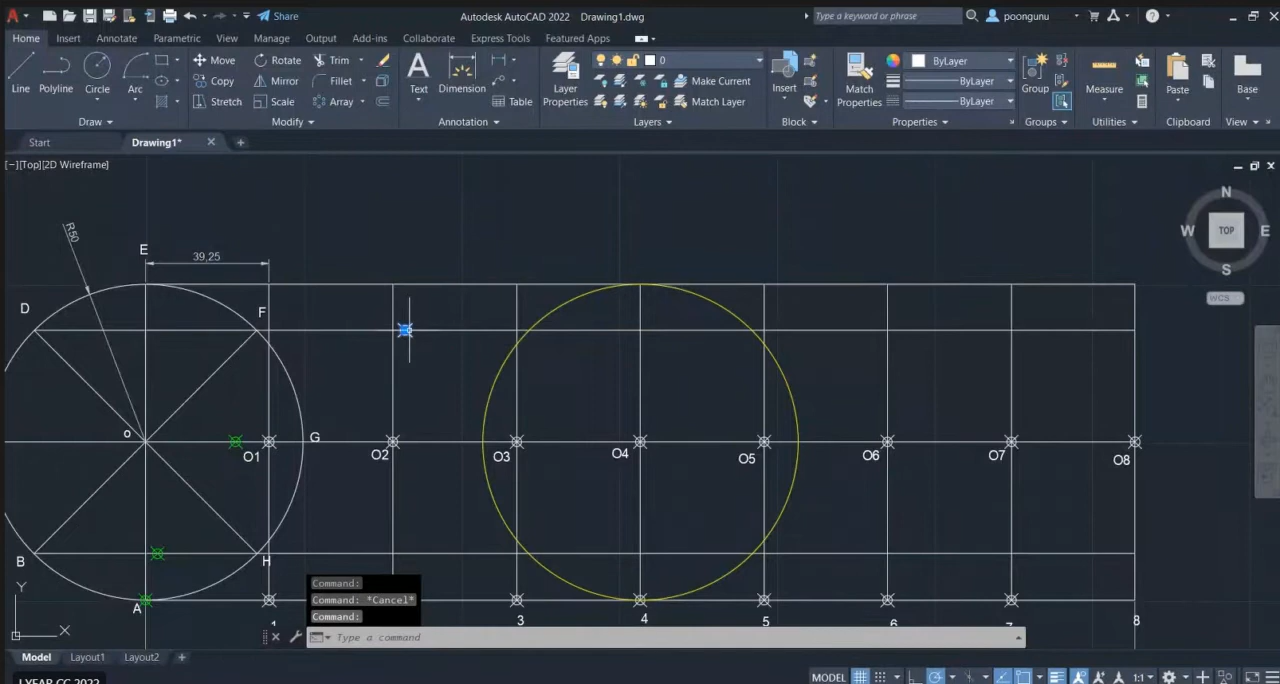 Share
Autodesk AutoCAD 2022 Drawing1.dwg
Type a keyword or phrase
poongunu
Home Insert Annotate Parametric View Manage Output Add-ins Collaborate Express Tools Featured Apps
Move Rotate Trim
0
ByLayer
Copy Mirror Fillet
Make Current
ByLayer
Line Polyline Circle Arc
Text Dimension
Layer Properties
Insert
Match Properties
Group
Measure
Paste
Base
Stretch Scale Array
Table
Match Layer
ByLayer
Draw Modify Annotation Layers Block Properties Groups Utilities Clipboard View
Start Drawing1*
[−][Top][2D Wireframe]
N
W TOP E
S
WCS
R50
E
39,25
D
F
o
G
O1 O2 O3 O4 O5 O6 O7 O8
B
H
A
Y
X
Command:
Command: *Cancel*
Command:
3 4 5 8
Type a command
Model Layout1 Layout2
MODEL 1:1